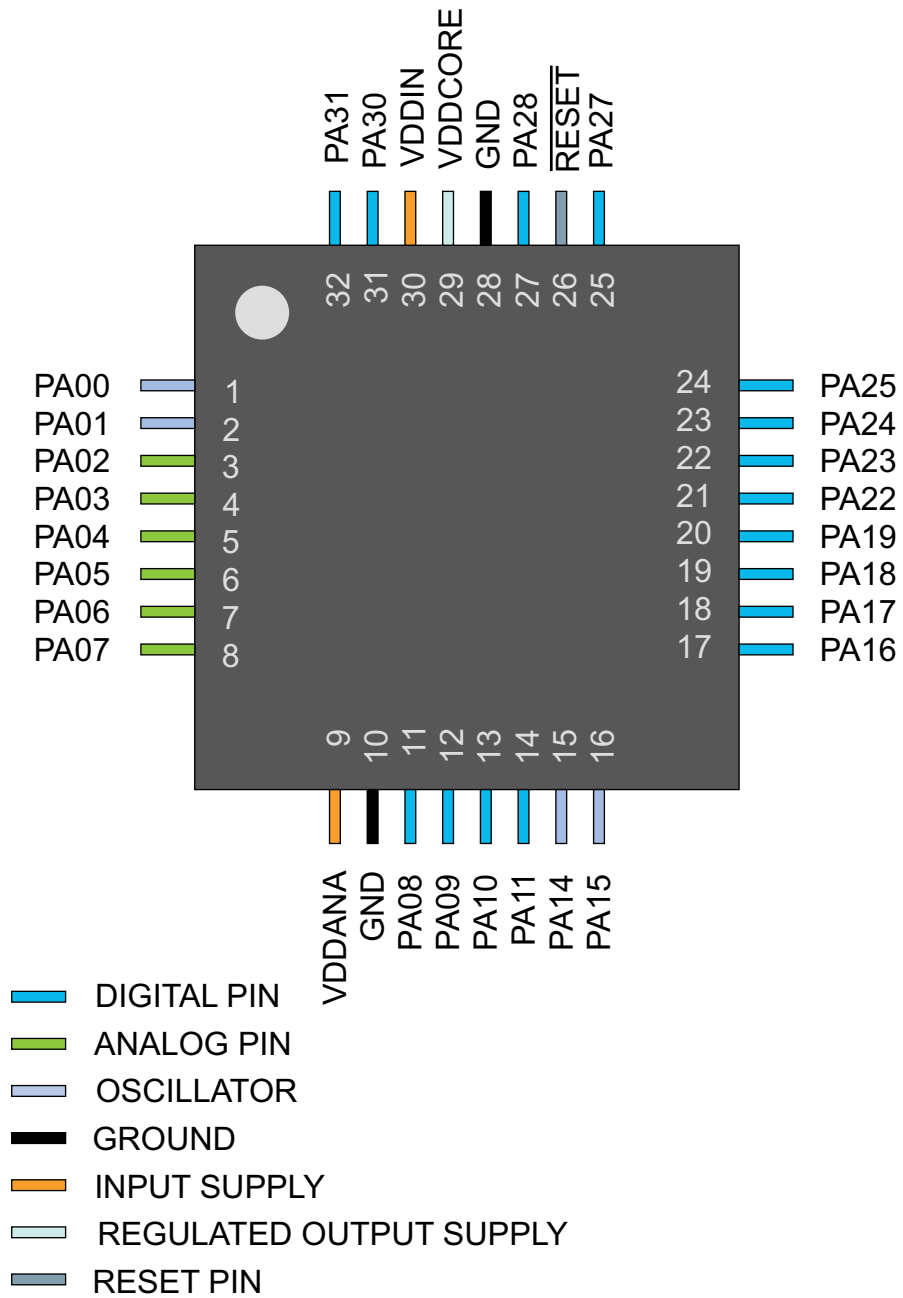 PA31
PA30
VDDIN
VDDCORE
GND
PA28
RESET
PA27
32
31
30
29
28
27
26
25
PA00
1
PA01
2
PA02
3
PA03
4
PA04
5
PA05
6
PA06
7
PA07
8
24
PA25
23
PA24
22
PA23
21
PA22
20
PA19
19
PA18
18
PA17
17
PA16
9
10
11
12
13
14
15
16
VDDANA
GND
PA08
PA09
PA10
PA11
PA14
PA15
DIGITAL PIN
ANALOG PIN
OSCILLATOR
GROUND
INPUT SUPPLY
REGULATED OUTPUT SUPPLY
RESET PIN